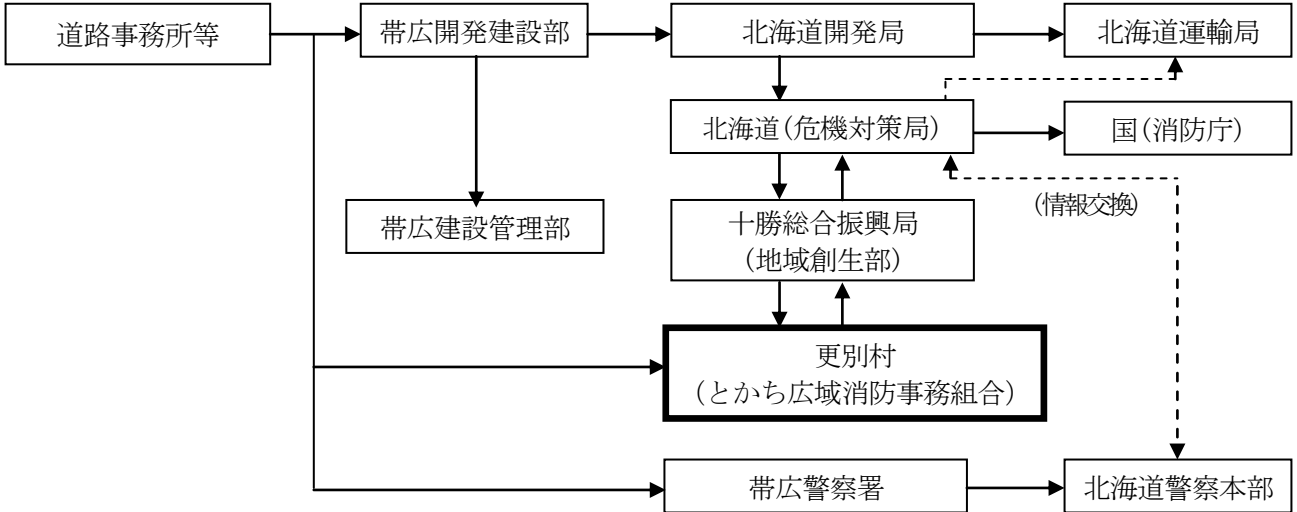 道路事務所等
帯広開発建設部
北海道開発局
北海道運輸局
北海道(危機対策局)
国(消防庁)
(情報交換)
帯広建設管理部
十勝総合振興局
(地域創生部)
更別村
(とかち広域消防事務組合)
帯広警察署
北海道警察本部